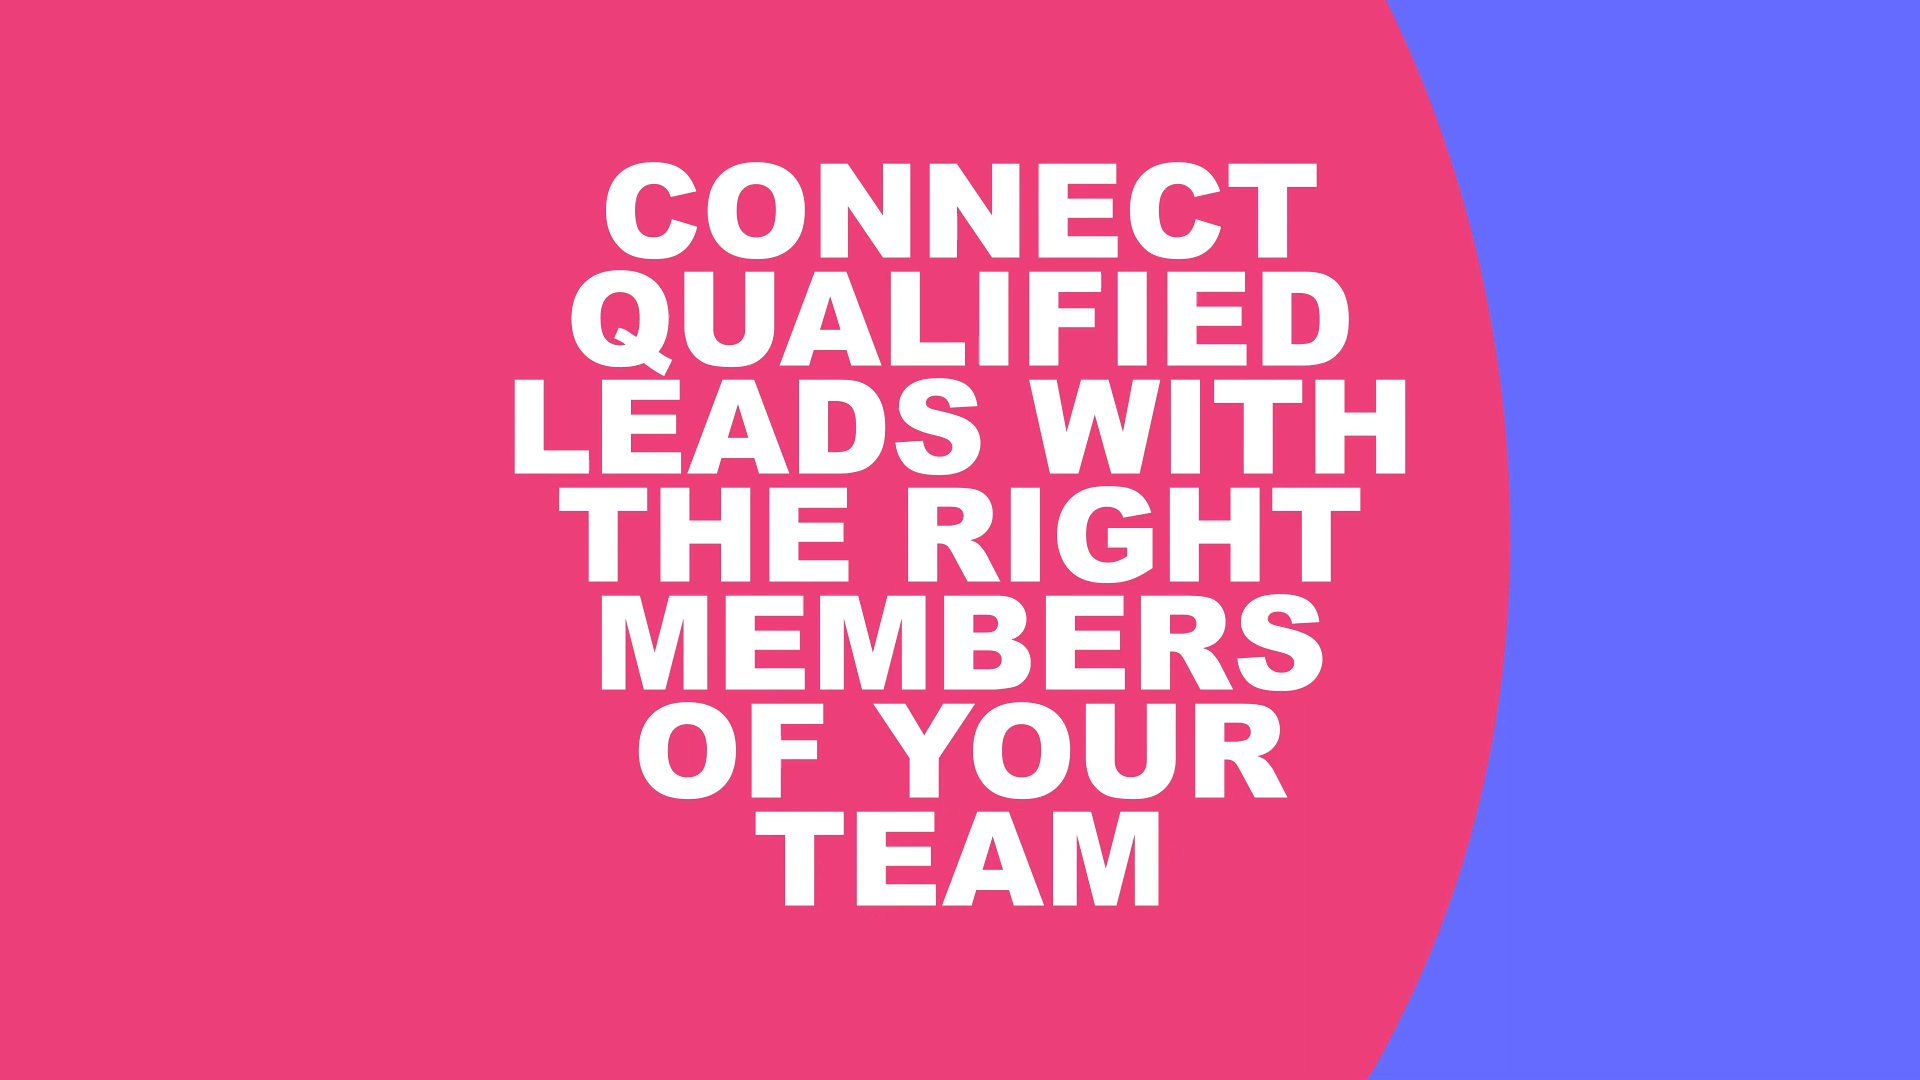 CONNECT
QUALIFIED
LEADS WITH
THE RIGHT
MEMBERS
OF YOUR
TEAM